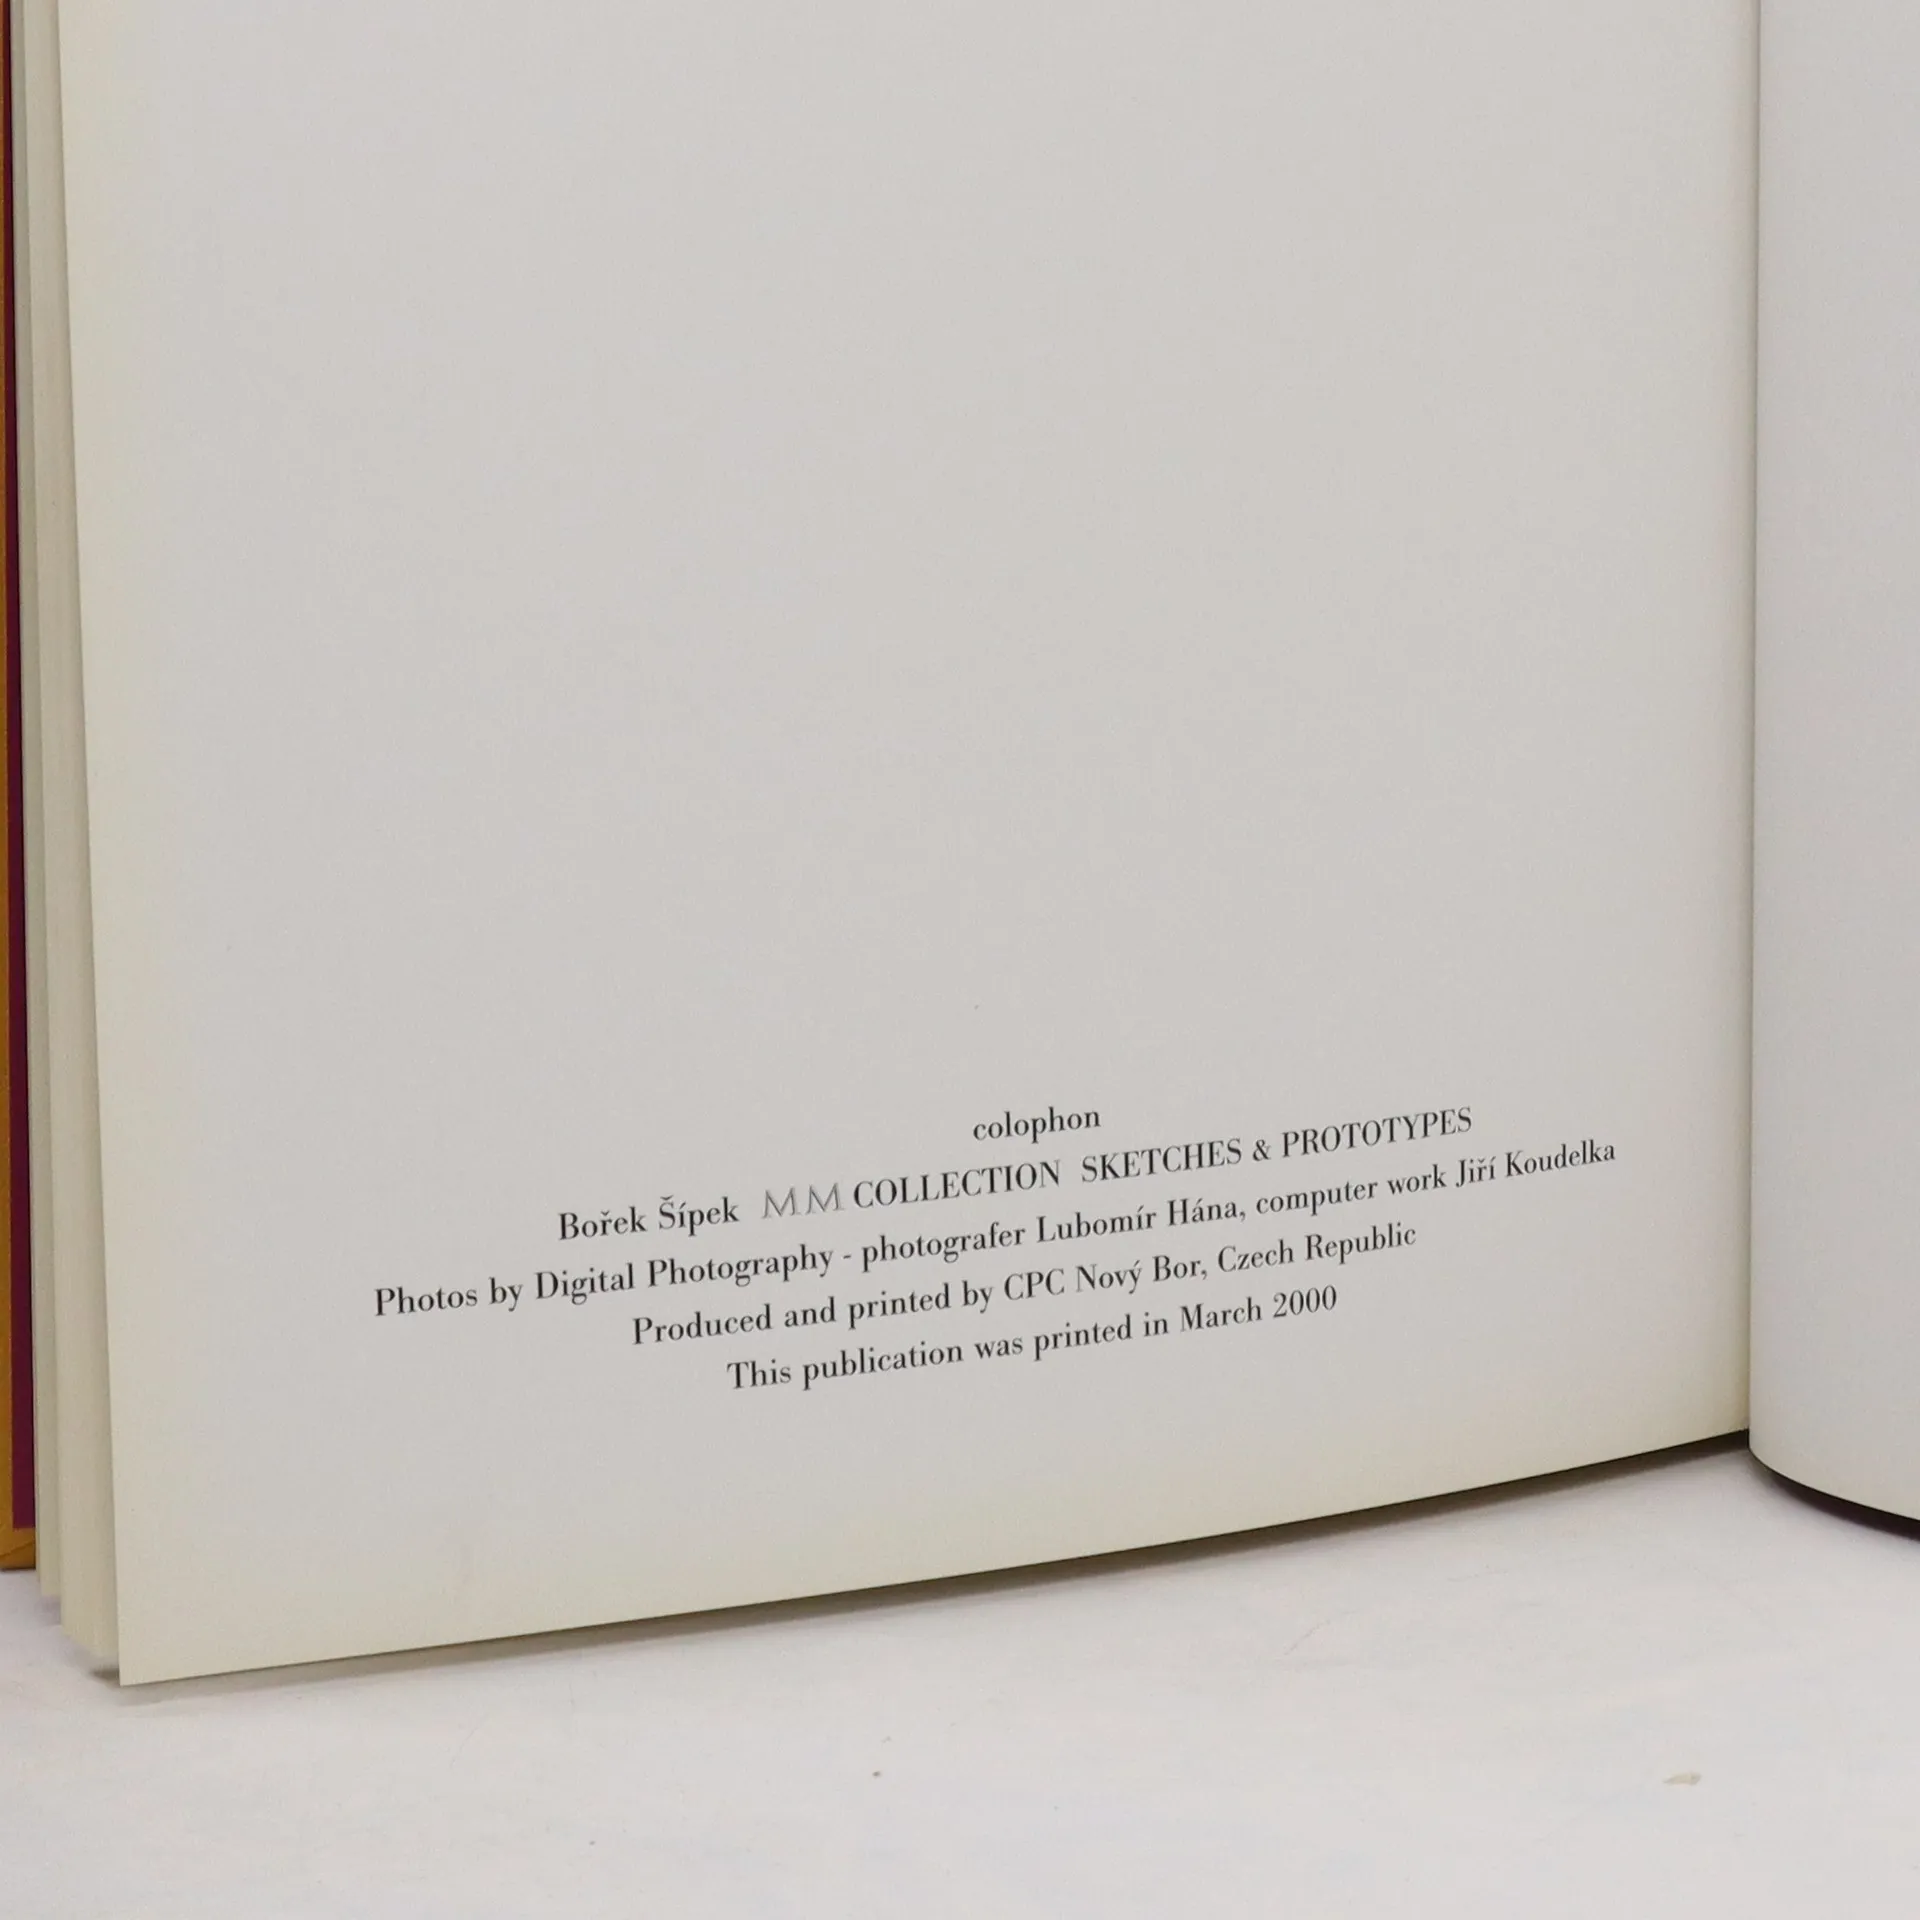 colophon
Bořek Šípek MM COLLECTION SKETCHES & PROTOTYPES
Photos by Digital Photography - photografer Lubomír Hána, computer work Jiří Koudelka
Produced and printed by CPC Nový Bor, Czech Republic
This publication was printed in March 2000